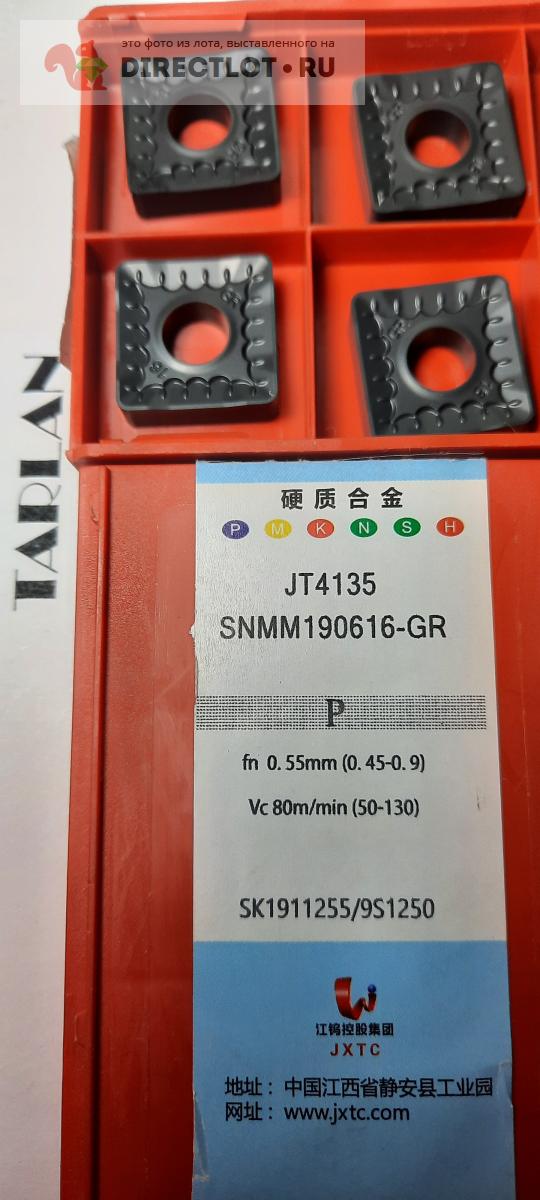 это фото из лота, выставленного на
DIRECTLOT.RU
TARLAN
硬质合金
P M K N S H
JT4135
SNMM190616-GR
P
fn 0.55mm (0.45-0.9)
Vc 80m/min (50-130)
SK1911255/9S1250
江钨控股集团
JXTC
地址：中国江西省静安县工业园
网址：www.jxtc.com